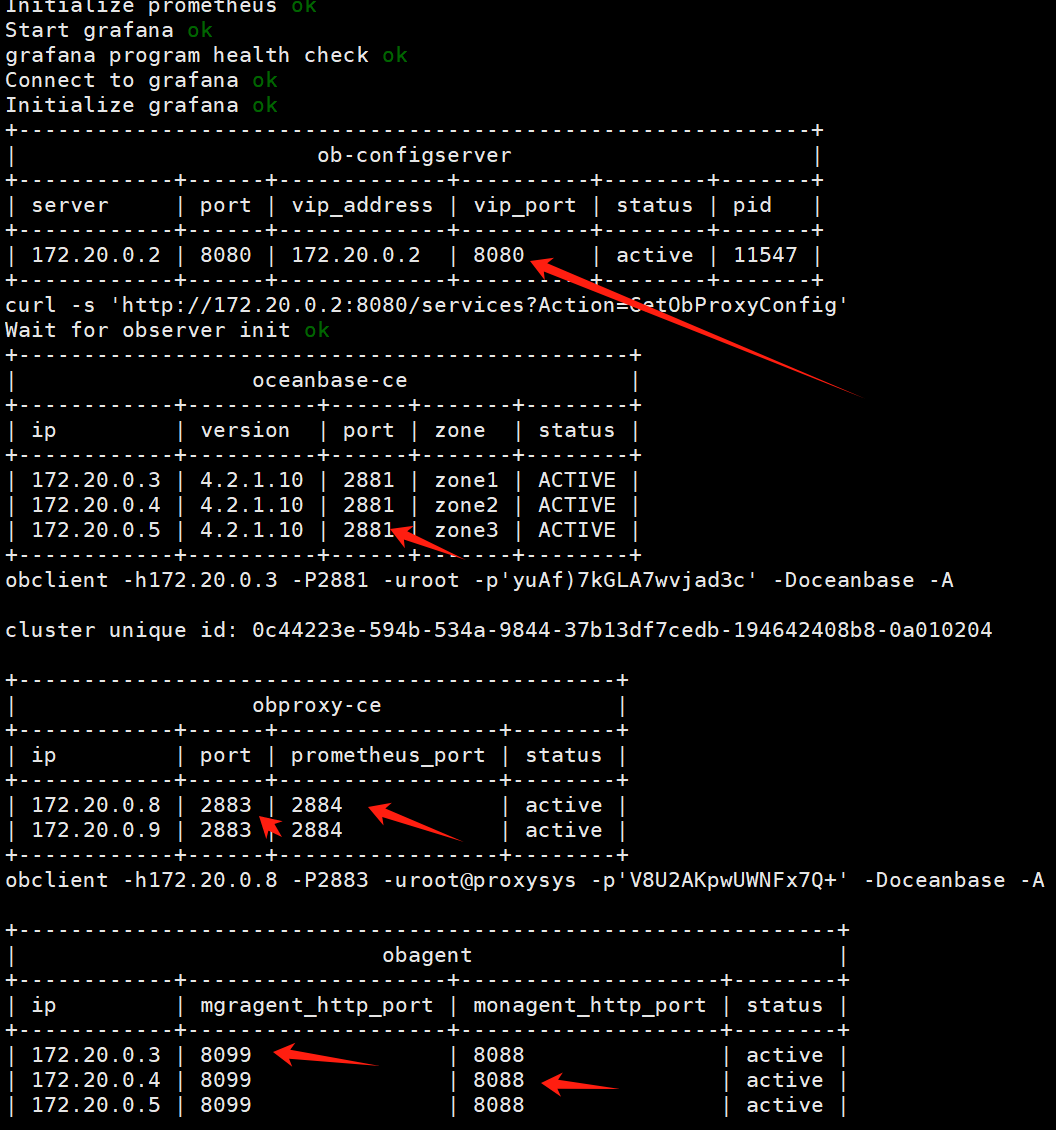 Initialize prometheus ok
Start grafana ok
grafana program health check ok
Connect to grafana ok
Initialize grafana ok
+-------------------------------------------------------------+
|                       ob-configserver                       |
+------------+------+-------------+----------+--------+-------+
| server     | port | vip_address | vip_port | status | pid   |
+------------+------+-------------+----------+--------+-------+
| 172.20.0.2 | 8080 | 172.20.0.2  | 8080     | active | 11547 |
+------------+------+-------------+----------+--------+-------+
curl -s 'http://172.20.0.2:8080/services?Action=GetObProxyConfig'
Wait for observer init ok
+-----------------------------------------------+
|                  oceanbase-ce                 |
+------------+----------+------+-------+--------+
| ip         | version  | port | zone  | status |
+------------+----------+------+-------+--------+
| 172.20.0.3 | 4.2.1.10 | 2881 | zone1 | ACTIVE |
| 172.20.0.4 | 4.2.1.10 | 2881 | zone2 | ACTIVE |
| 172.20.0.5 | 4.2.1.10 | 2881 | zone3 | ACTIVE |
+------------+----------+------+-------+--------+
obclient -h172.20.0.3 -P2881 -uroot -p'yuAf)7kGLA7wvjad3c' -Doceanbase -A
cluster unique id: 0c44223e-594b-534a-9844-37b13df7cedb-194642408b8-0a010204
+----------------------------------------------+
|                  obproxy-ce                  |
+------------+------+-----------------+--------+
| ip         | port | prometheus_port | status |
+------------+------+-----------------+--------+
| 172.20.0.8 | 2883 | 2884            | active |
| 172.20.0.9 | 2883 | 2884            | active |
+------------+------+-----------------+--------+
obclient -h172.20.0.8 -P2883 -uroot@proxysys -p'V8U2AKpwUWNFx7Q+' -Doceanbase -A
+---------------------------------------------------------------+
|                            obagent                            |
+------------+--------------------+--------------------+--------+
| ip         | mgragent_http_port | monagent_http_port | status |
+------------+--------------------+--------------------+--------+
| 172.20.0.3 | 8099               | 8088               | active |
| 172.20.0.4 | 8099               | 8088               | active |
| 172.20.0.5 | 8099               | 8088               | active |